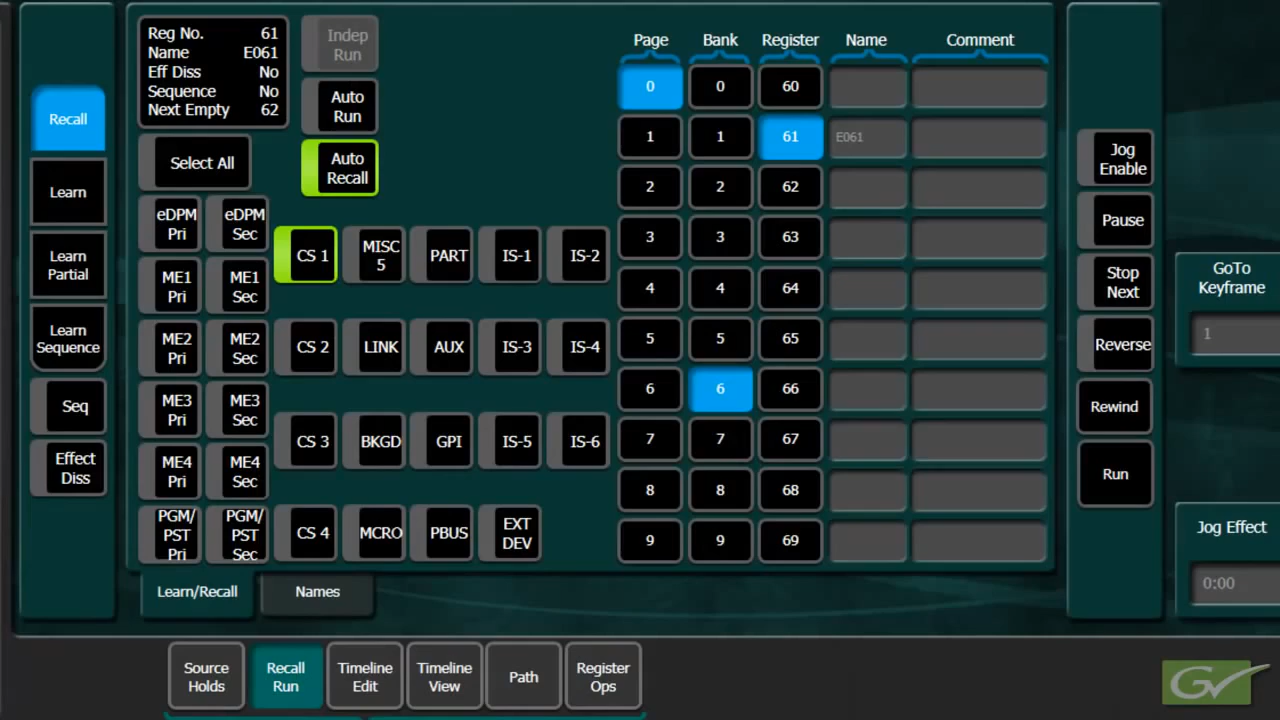 Recall
Learn
Learn
Partial
Learn
Sequence
Seq
Effect
Diss
Reg No. 61
Name E061
Eff Diss No
Sequence No
Next Empty 62
Indep
Run
Auto
Run
Auto
Recall
Select All
eDPM
Pri
eDPM
Sec
ME1
Pri
ME1
Sec
ME2
Pri
ME2
Sec
ME3
Pri
ME3
Sec
ME4
Pri
ME4
Sec
PGM/
PST
Pri
PGM/
PST
Sec
CS 1
MISC
5
PART
IS-1
IS-2
CS 2
LINK
AUX
IS-3
IS-4
CS 3
BKGD
GPI
IS-5
IS-6
CS 4
MCRO
PBUS
EXT
DEV
Page Bank Register Name Comment
0 0 60
1 1 61 E061
2 2 62
3 3 63
4 4 64
5 5 65
6 6 66
7 7 67
8 8 68
9 9 69
Jog
Enable
Pause
Stop
Next
Reverse
Rewind
Run
GoTo
Keyframe
1
Jog Effect
0:00
Learn/Recall
Names
Source
Holds
Recall
Run
Timeline
Edit
Timeline
View
Path
Register
Ops
GV